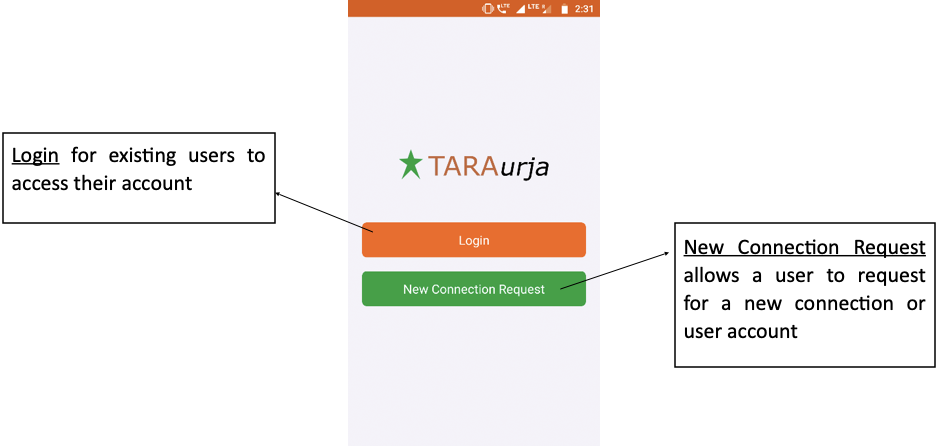 LTE LTE R 2:31
Login for existing users to
access their account
TARAurja
Login
New Connection Request
New Connection Request
allows a user to request
for a new connection or
user account